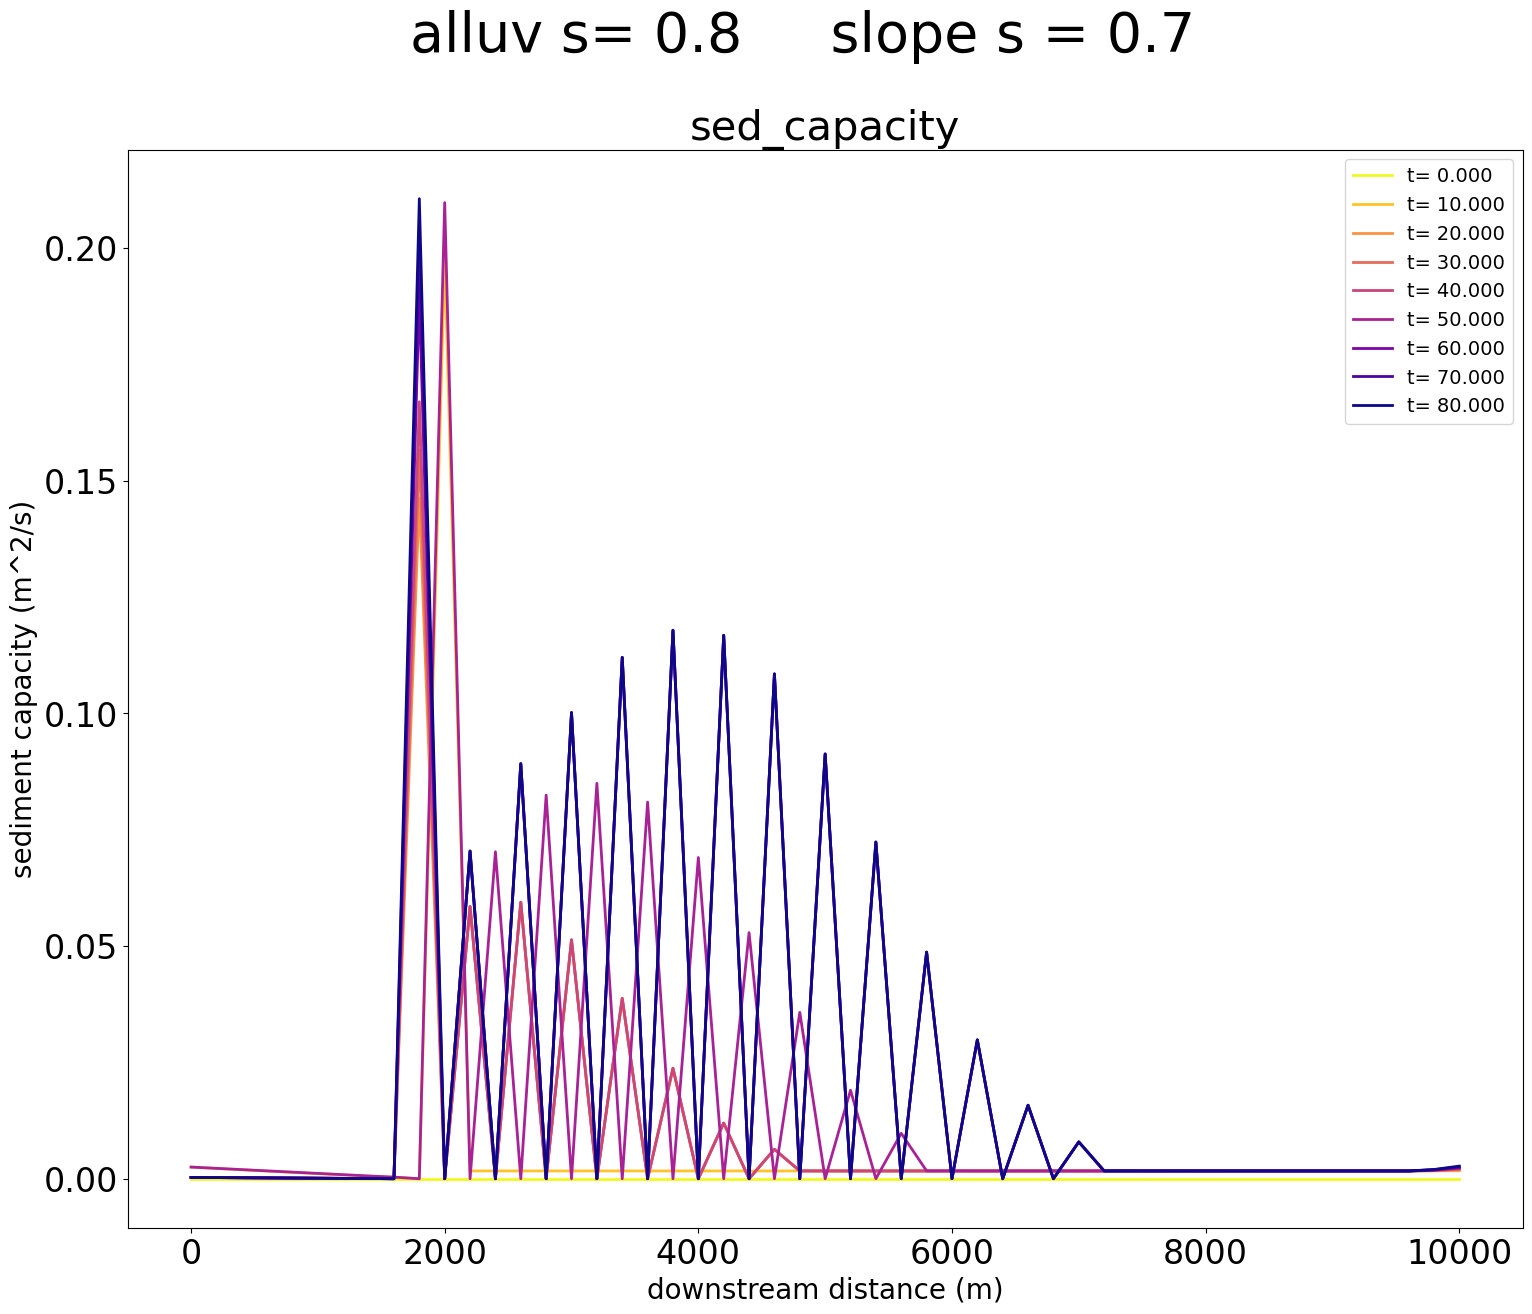 alluv s= 0.8     slope s = 0.7
sed_capacity
t= 0.000
t= 10.000
t= 20.000
t= 30.000
t= 40.000
t= 50.000
t= 60.000
t= 70.000
t= 80.000
sediment capacity (m^2/s)
0.20
0.15
0.10
0.05
0.00
0 2000 4000 6000 8000 10000
downstream distance (m)